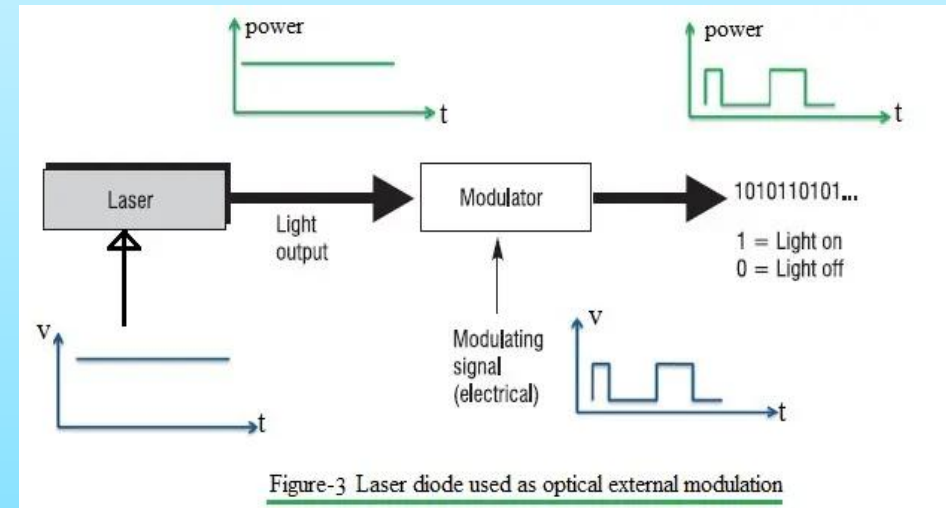 power
t
power
t
Laser
Light
output
Modulator
1010110101...
1 = Light on
0 = Light off
v
t
Modulating
signal
(electrical)
v
t
Figure-3 Laser diode used as optical external modulation